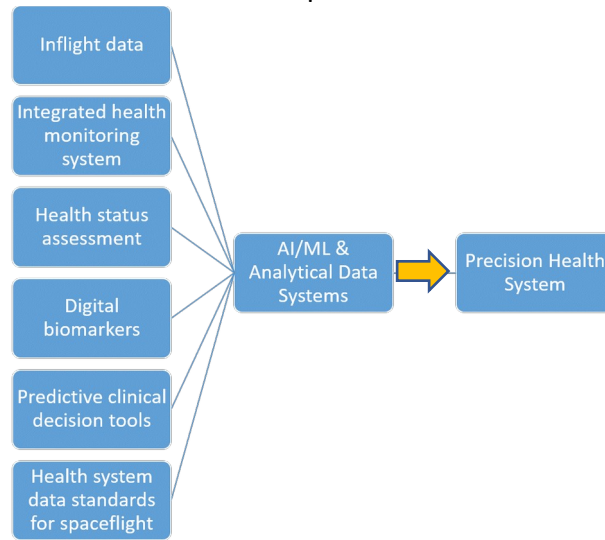 Inflight data
Integrated health
monitoring
system
Health status
assessment
Digital
biomarkers
Predictive clinical
decision tools
Health system
data standards
for spaceflight
AI/ML &
Analytical Data
Systems
Precision Health
System